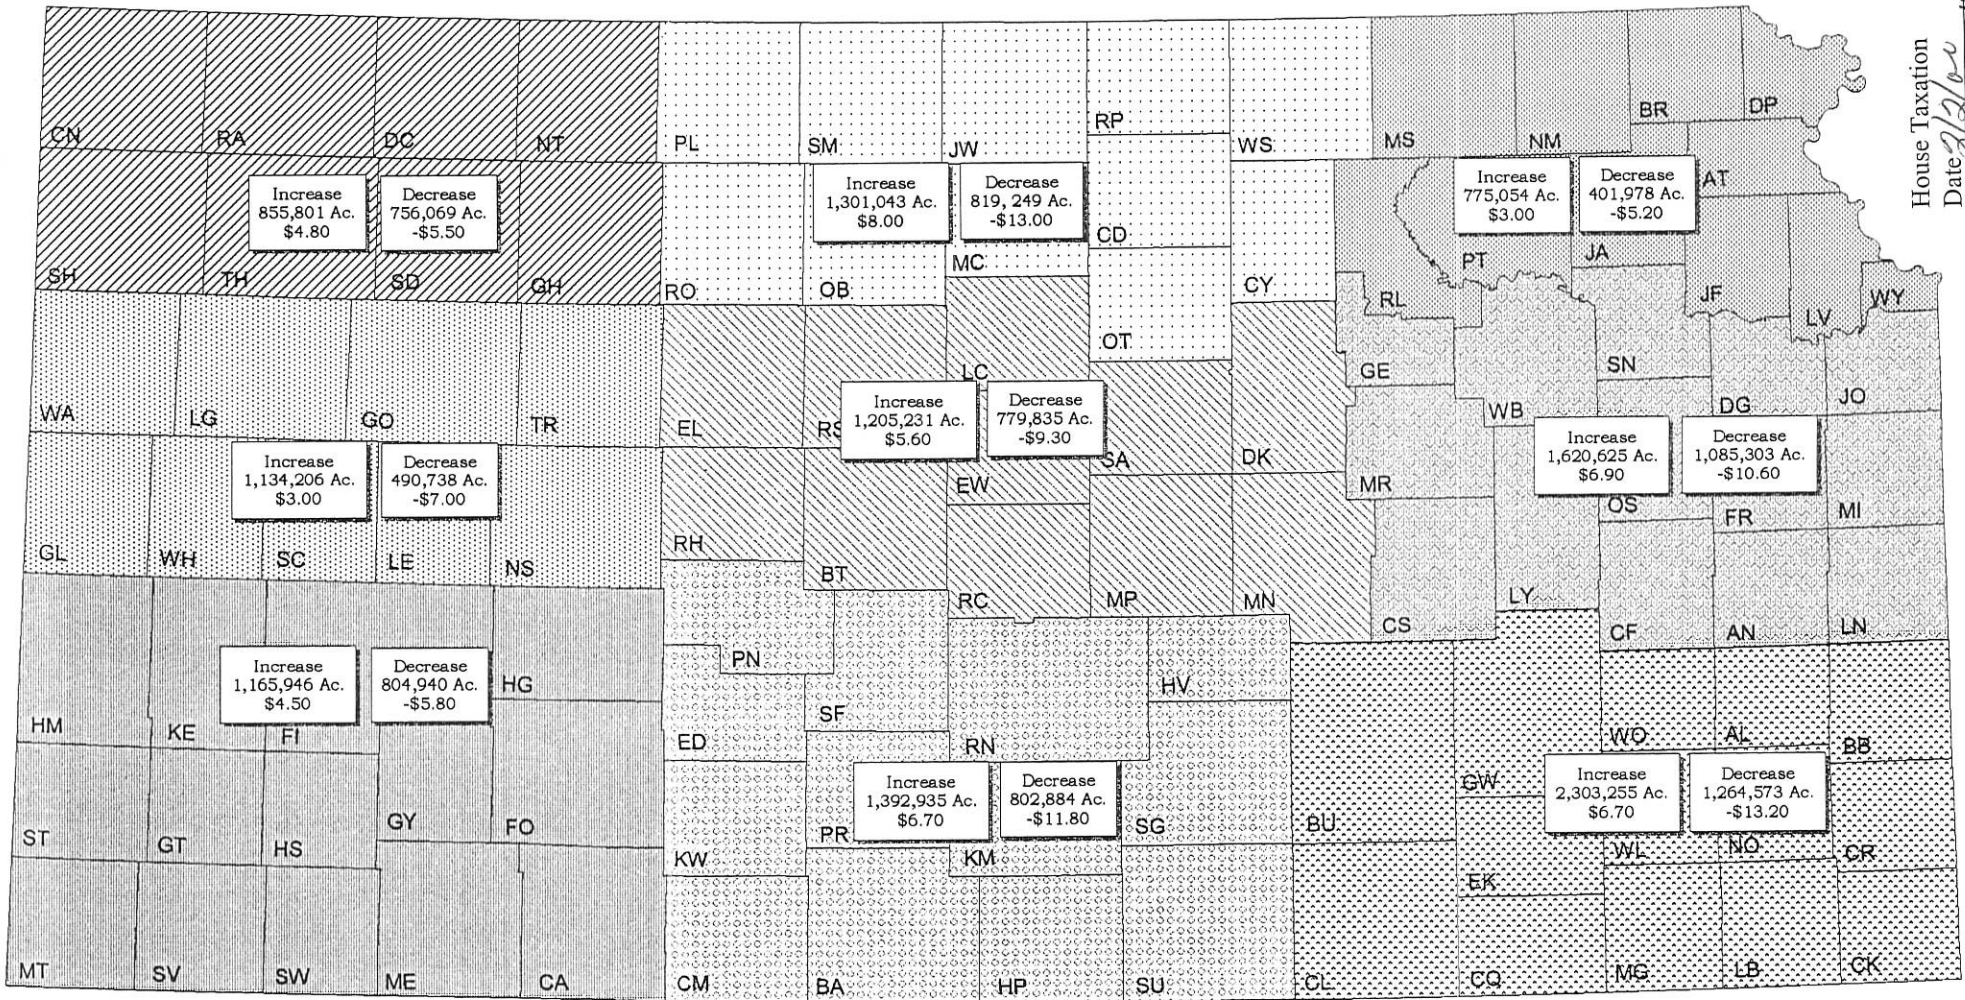 House Taxation
Date 3/2/00
CN
RA
DC
NT
PL
SM
JW
RP
WS
MS
NM
BR
DP
Increase
855,801 Ac.
$4.80
Decrease
756,069 Ac.
-$5.50
Increase
1,301,043 Ac.
$8.00
Decrease
819, 249 Ac.
-$13.00
Increase
775,054 Ac.
$3.00
Decrease
401,978 Ac.
-$5.20
AT
SH
TH
SD
GH
RO
OB
MC
CD
CY
RL
PT
JA
JF
LV
WY
OT
WA
LG
GO
TR
EL
RS
LC
SA
DK
GE
WB
SN
DG
JO
Increase
1,134,206 Ac.
$3.00
Decrease
490,738 Ac.
-$7.00
Increase
1,205,231 Ac.
$5.60
Decrease
779,835 Ac.
-$9.30
Increase
1,620,625 Ac.
$6.90
Decrease
1,085,303 Ac.
-$10.60
GL
WH
SC
LE
NS
RH
BT
EW
RC
MP
MN
MR
CS
LY
OS
FR
MI
CF
AN
LN
Increase
1,165,946 Ac.
$4.50
Decrease
804,940 Ac.
-$5.80
HM
KE
FI
HG
PN
ED
SF
RN
HV
GW
WO
AL
BB
Increase
1,392,935 Ac.
$6.70
Decrease
802,884 Ac.
-$11.80
Increase
2,303,255 Ac.
$6.70
Decrease
1,264,573 Ac.
-$13.20
ST
GT
HS
GY
FO
KW
PR
KM
SG
BU
EK
WL
NO
CR
MT
SV
SW
ME
CA
CM
BA
HP
SU
CL
CQ
MG
LB
CK